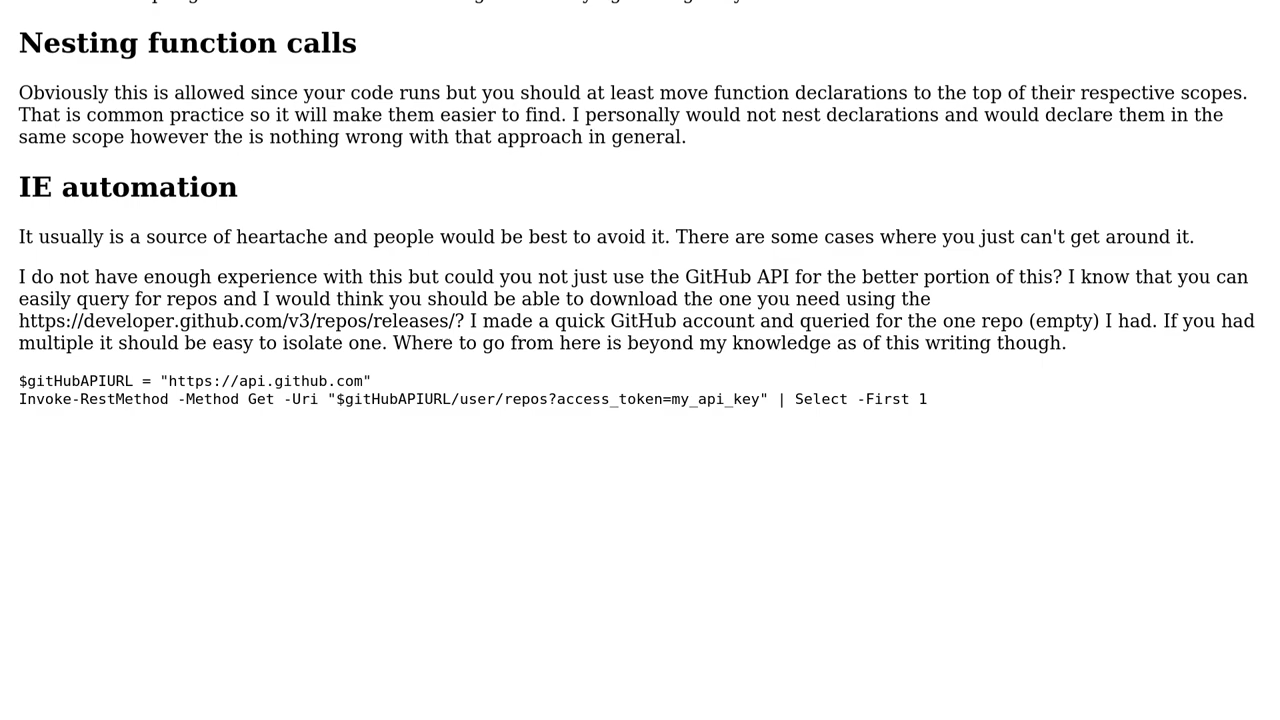 Nesting function calls
Obviously this is allowed since your code runs but you should at least move function declarations to the top of their respective scopes.
That is common practice so it will make them easier to find. I personally would not nest declarations and would declare them in the
same scope however the is nothing wrong with that approach in general.
IE automation
It usually is a source of heartache and people would be best to avoid it. There are some cases where you just can't get around it.
I do not have enough experience with this but could you not just use the GitHub API for the better portion of this? I know that you can
easily query for repos and I would think you should be able to download the one you need using the
https://developer.github.com/v3/repos/releases/? I made a quick GitHub account and queried for the one repo (empty) I had. If you had
multiple it should be easy to isolate one. Where to go from here is beyond my knowledge as of this writing though.
$gitHubAPIURL = "https://api.github.com"
Invoke-RestMethod -Method Get -Uri "$gitHubAPIURL/user/repos?access_token=my_api_key" | Select -First 1